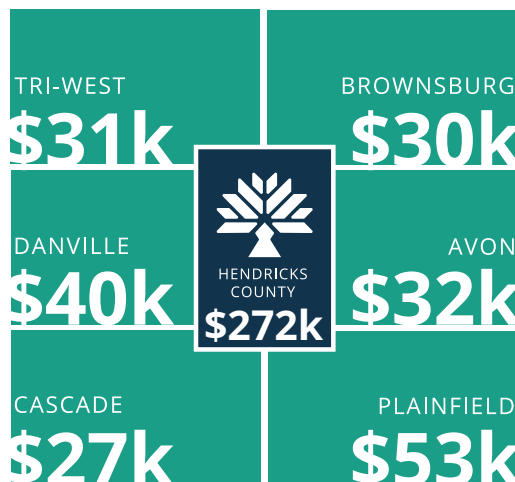 TRI-WEST
$31k
BROWNSBURG
$30k
DANVILLE
$40k
HENDRICKS
COUNTY
$272k
AVON
$32k
CASCADE
$27k
PLAINFIELD
$53k